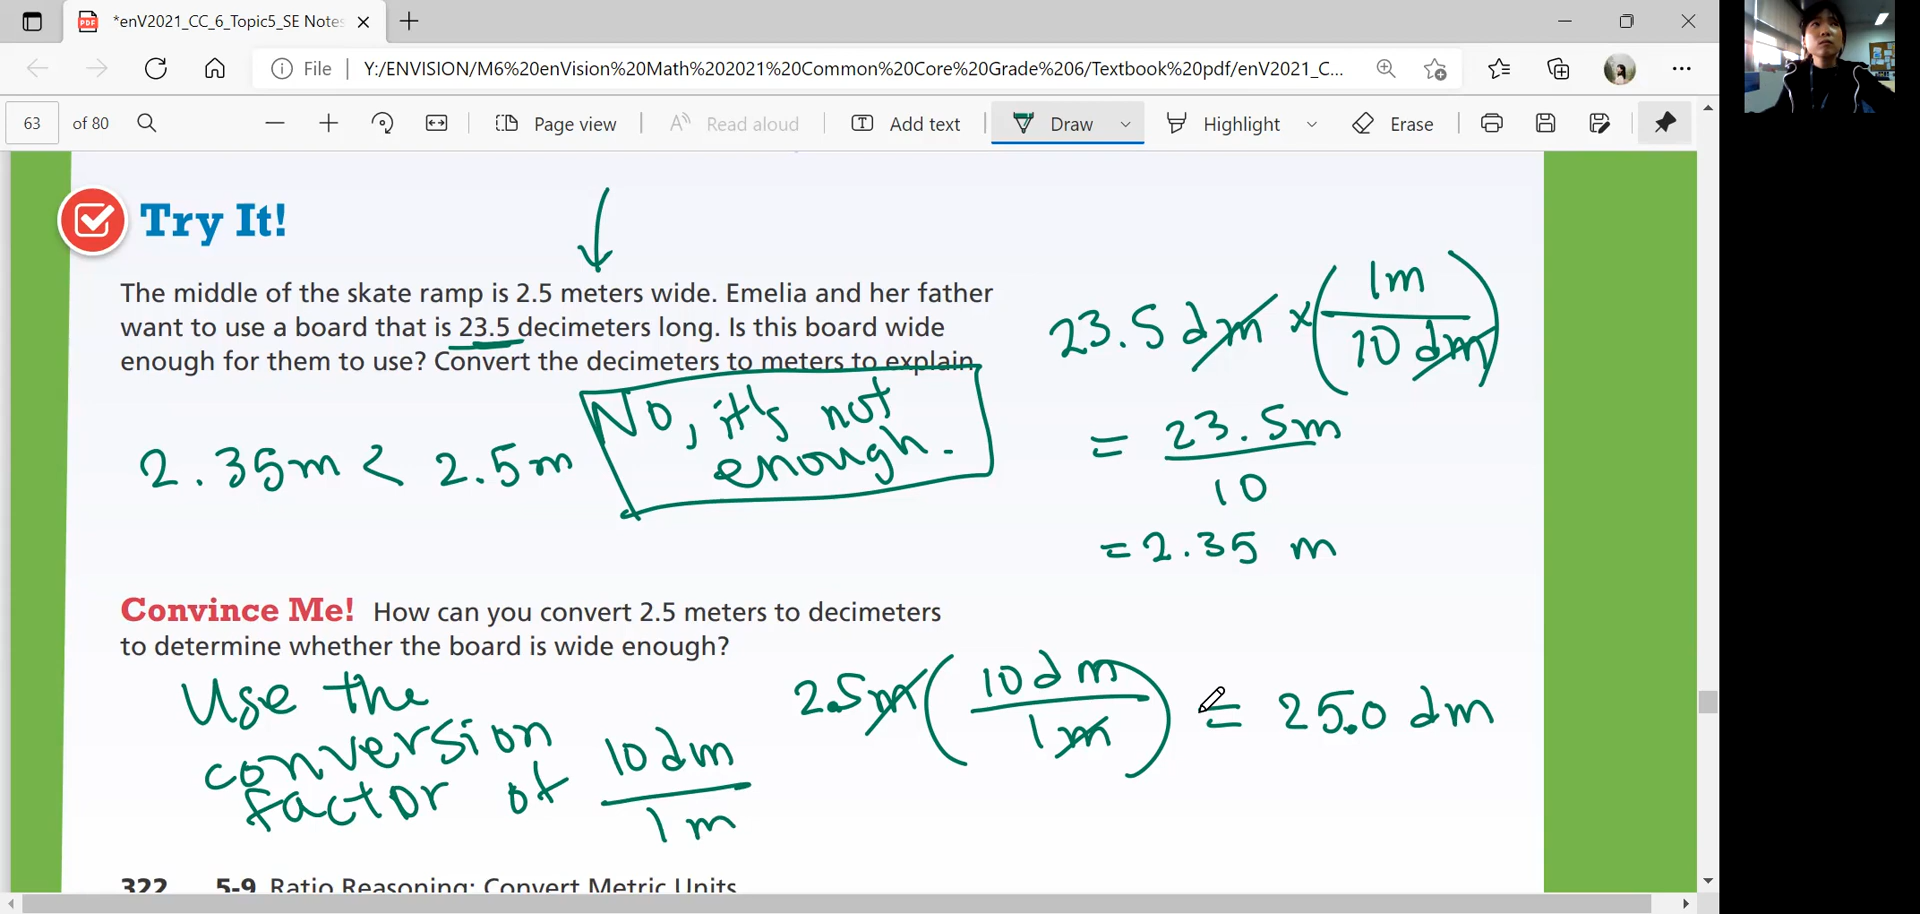 *enV2021_CC_6_Topic5_SE Notes
File
Y:/ENVISION/M6%20enVision%20Math%202021%20Common%20Core%20Grade%206/Textbook%20pdf/enV2021_C...
63 of 80
Page view
Read aloud
Add text
Draw
Highlight
Erase
Try It!
The middle of the skate ramp is 2.5 meters wide. Emelia and her father
want to use a board that is 23.5 decimeters long. Is this board wide
enough for them to use? Convert the decimeters to meters to explain.
23.5 dm × (1m / 10 dm)
= 23.5m / 10
= 2.35 m
2.35m < 2.5m
No, it's not
enough.
Convince Me! How can you convert 2.5 meters to decimeters
to determine whether the board is wide enough?
Use the
conversion
factor of 10dm / 1m
2.5m (10dm / 1m) = 25.0 dm
322 5-9 Ratio Reasoning: Convert Metric Units